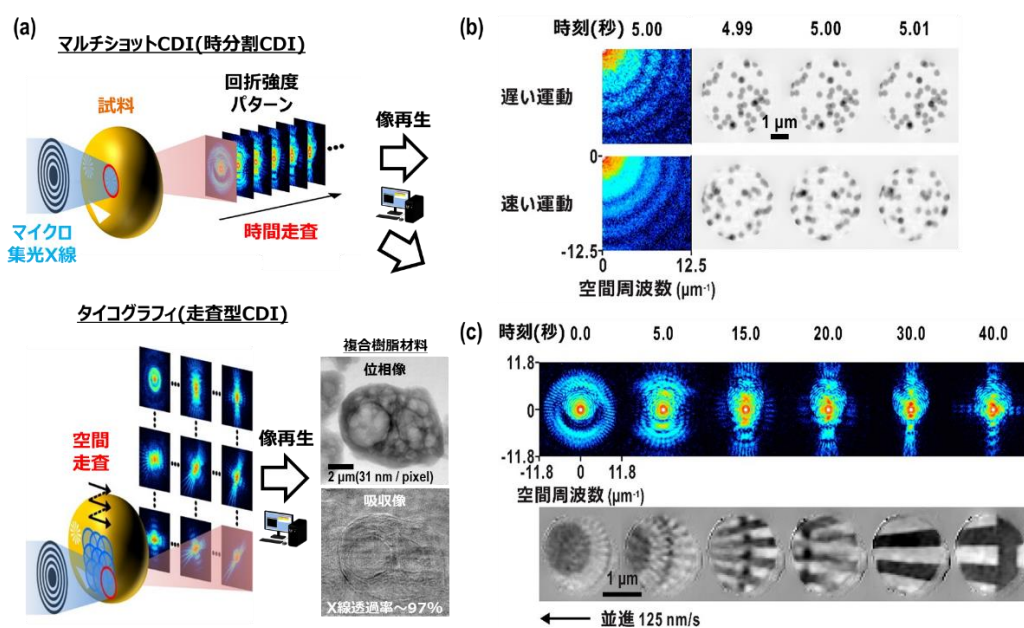 (a)
マルチショットCDI(時分割CDI)
回折強度
パターン
試料
像再生
マイクロ
集光X線
時間走査
タイコグラフィ(走査型CDI)
複合樹脂材料
位相像
像再生
空間
走査
2 μm(31 nm / pixel)
吸収像
X線透過率～97%
(b)
時刻(秒) 5.00 4.99 5.00 5.01
遅い運動
1 μm
0
速い運動
-12.5
0 12.5
空間周波数 (μm⁻¹)
(c)
時刻(秒) 0.0 5.0 15.0 20.0 30.0 40.0
11.8
0
-11.8
-11.8 0 11.8
空間周波数 (μm⁻¹)
1 μm
並進 125 nm/s